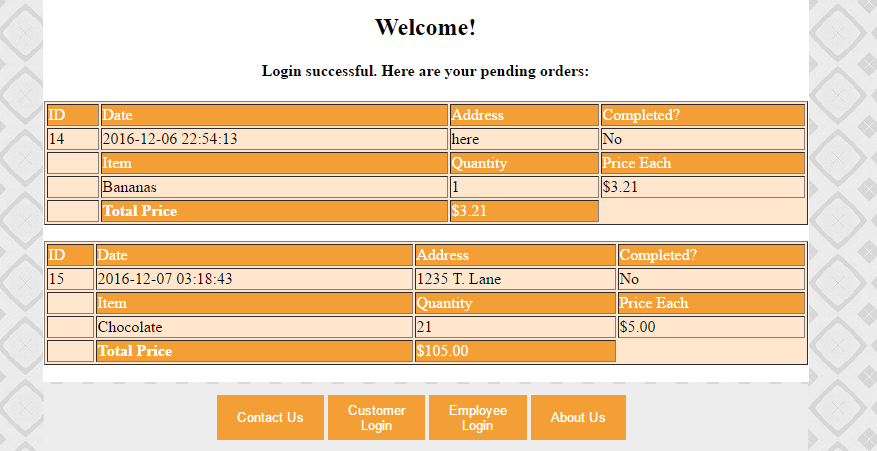 Welcome!
Login successful. Here are your pending orders:
ID Date Address Completed?
14 2016-12-06 22:54:13 here No
Item Quantity Price Each
Bananas 1 $3.21
Total Price $3.21
ID Date Address Completed?
15 2016-12-07 03:18:43 1235 T. Lane No
Item Quantity Price Each
Chocolate 21 $5.00
Total Price $105.00
Contact Us
Customer
Login
Employee
Login
About Us